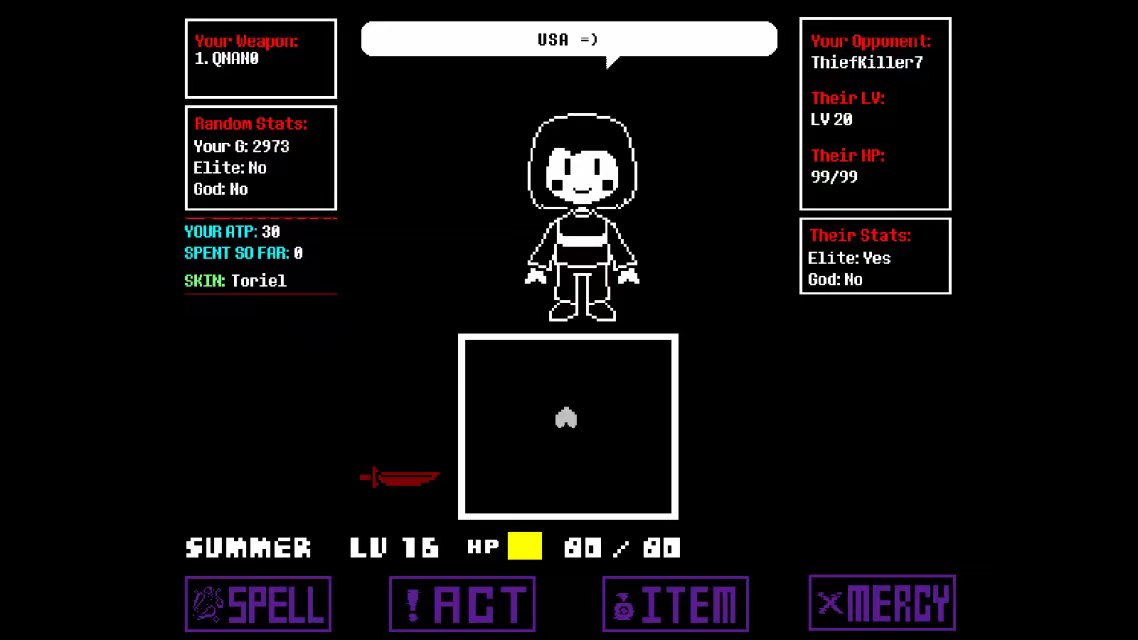 Your Weapon:
1. QNAN0
Random Stats:
Your G: 2973
Elite: No
God: No
YOUR ATP: 30
SPENT SO FAR: 0
SKIN: Toriel
USA =)
Your Opponent:
ThiefKiller7
Their LV:
LV 20
Their HP:
99/99
Their Stats:
Elite: Yes
God: No
SUMMER LV 16 HP 80 / 80
SPELL ACT ITEM MERCY